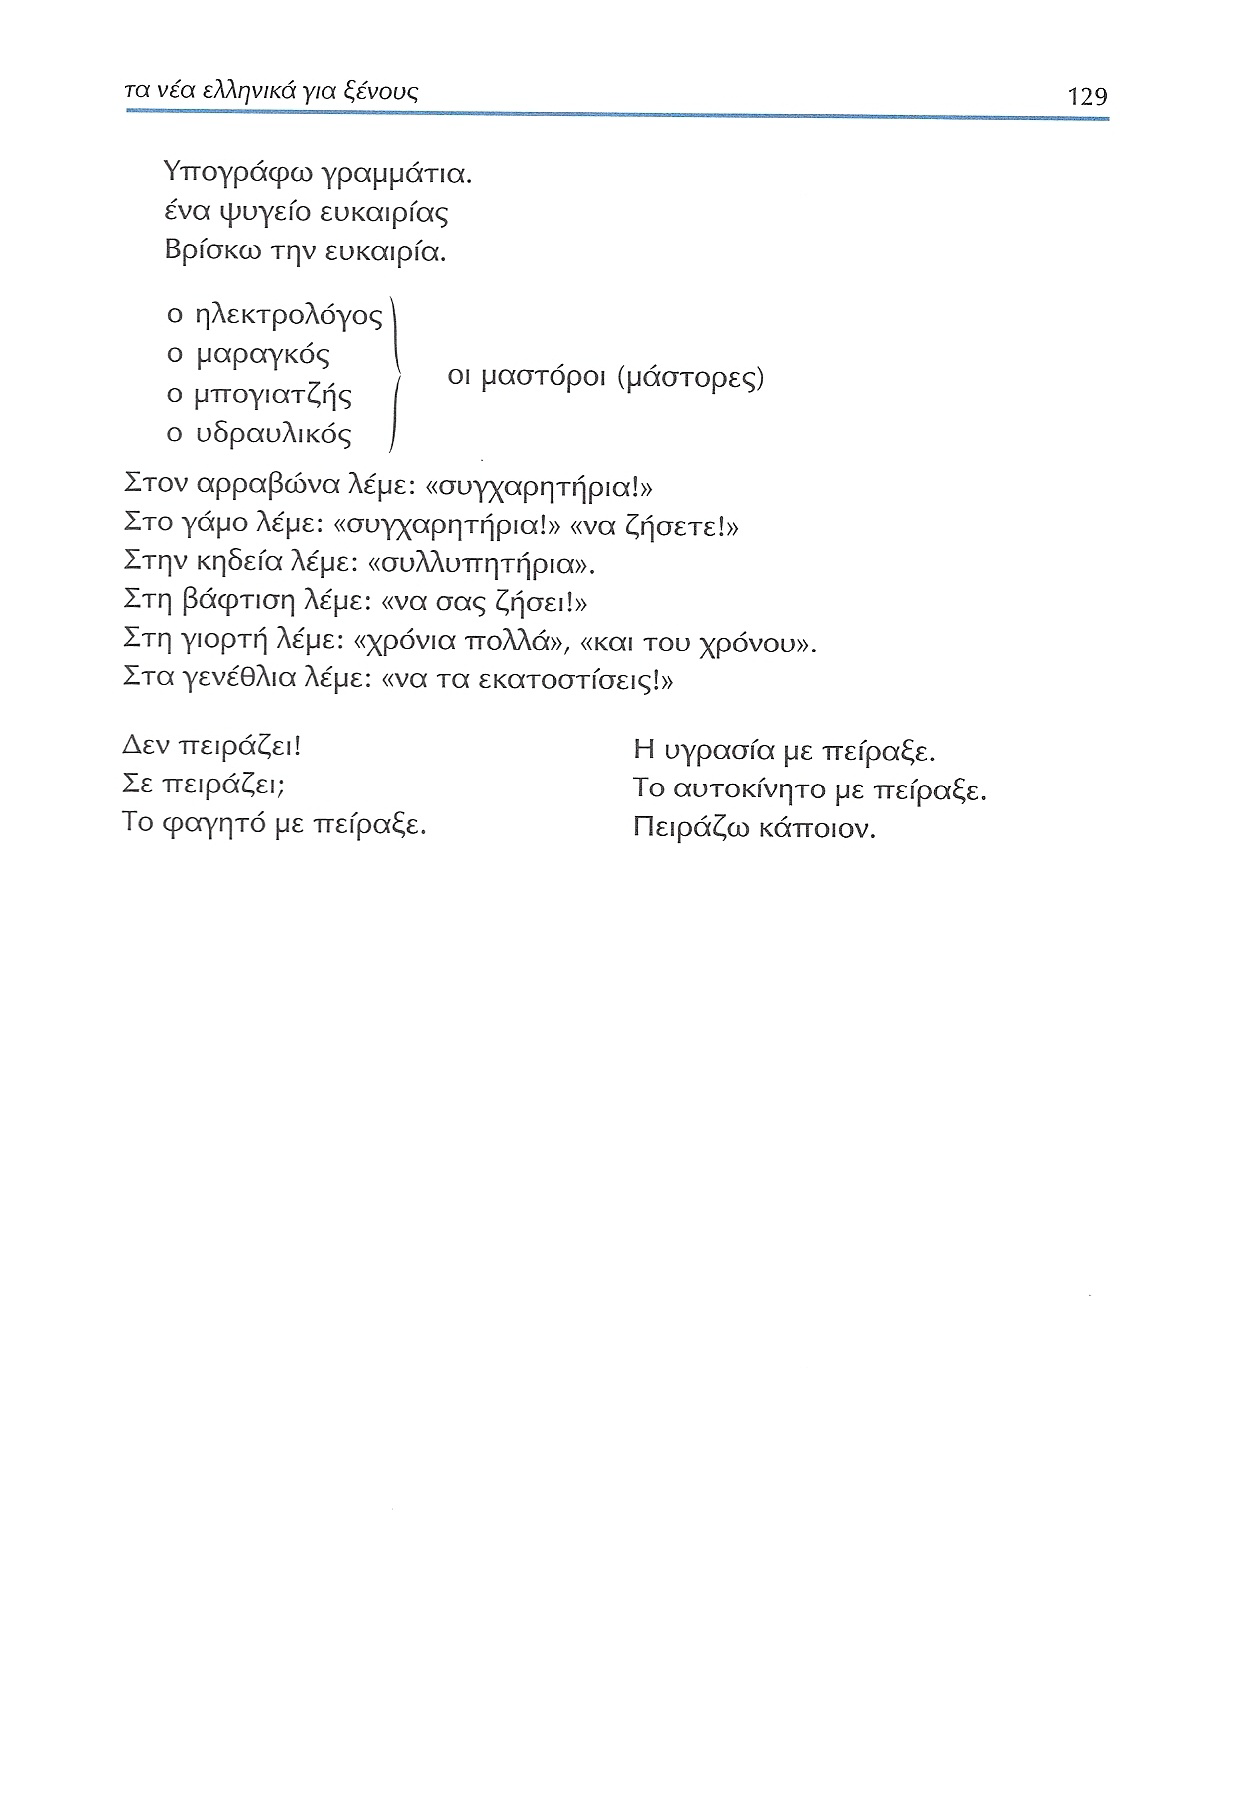 τα νέα ελληνικά για ξένους 129
Υπογράφω γραμμάτια.
ένα ψυγείο ευκαιρίας
Βρίσκω την ευκαιρία.
ο ηλεκτρολόγος
ο μαραγκός
ο μπογιατζής
ο υδραυλικός
οι μαστόροι (μάστορες)
Στον αρραβώνα λέμε: «συγχαρητήρια!»
Στο γάμο λέμε: «συγχαρητήρια!» «να ζήσετε!»
Στην κηδεία λέμε: «συλλυπητήρια».
Στη βάφτιση λέμε: «να σας ζήσει!»
Στη γιορτή λέμε: «χρόνια πολλά», «και του χρόνου».
Στα γενέθλια λέμε: «να τα εκατοστίσεις!»
Δεν πειράζει!
Σε πειράζει;
Το φαγητό με πείραξε.
Η υγρασία με πείραξε.
Το αυτοκίνητο με πείραξε.
Πειράζω κάποιον.